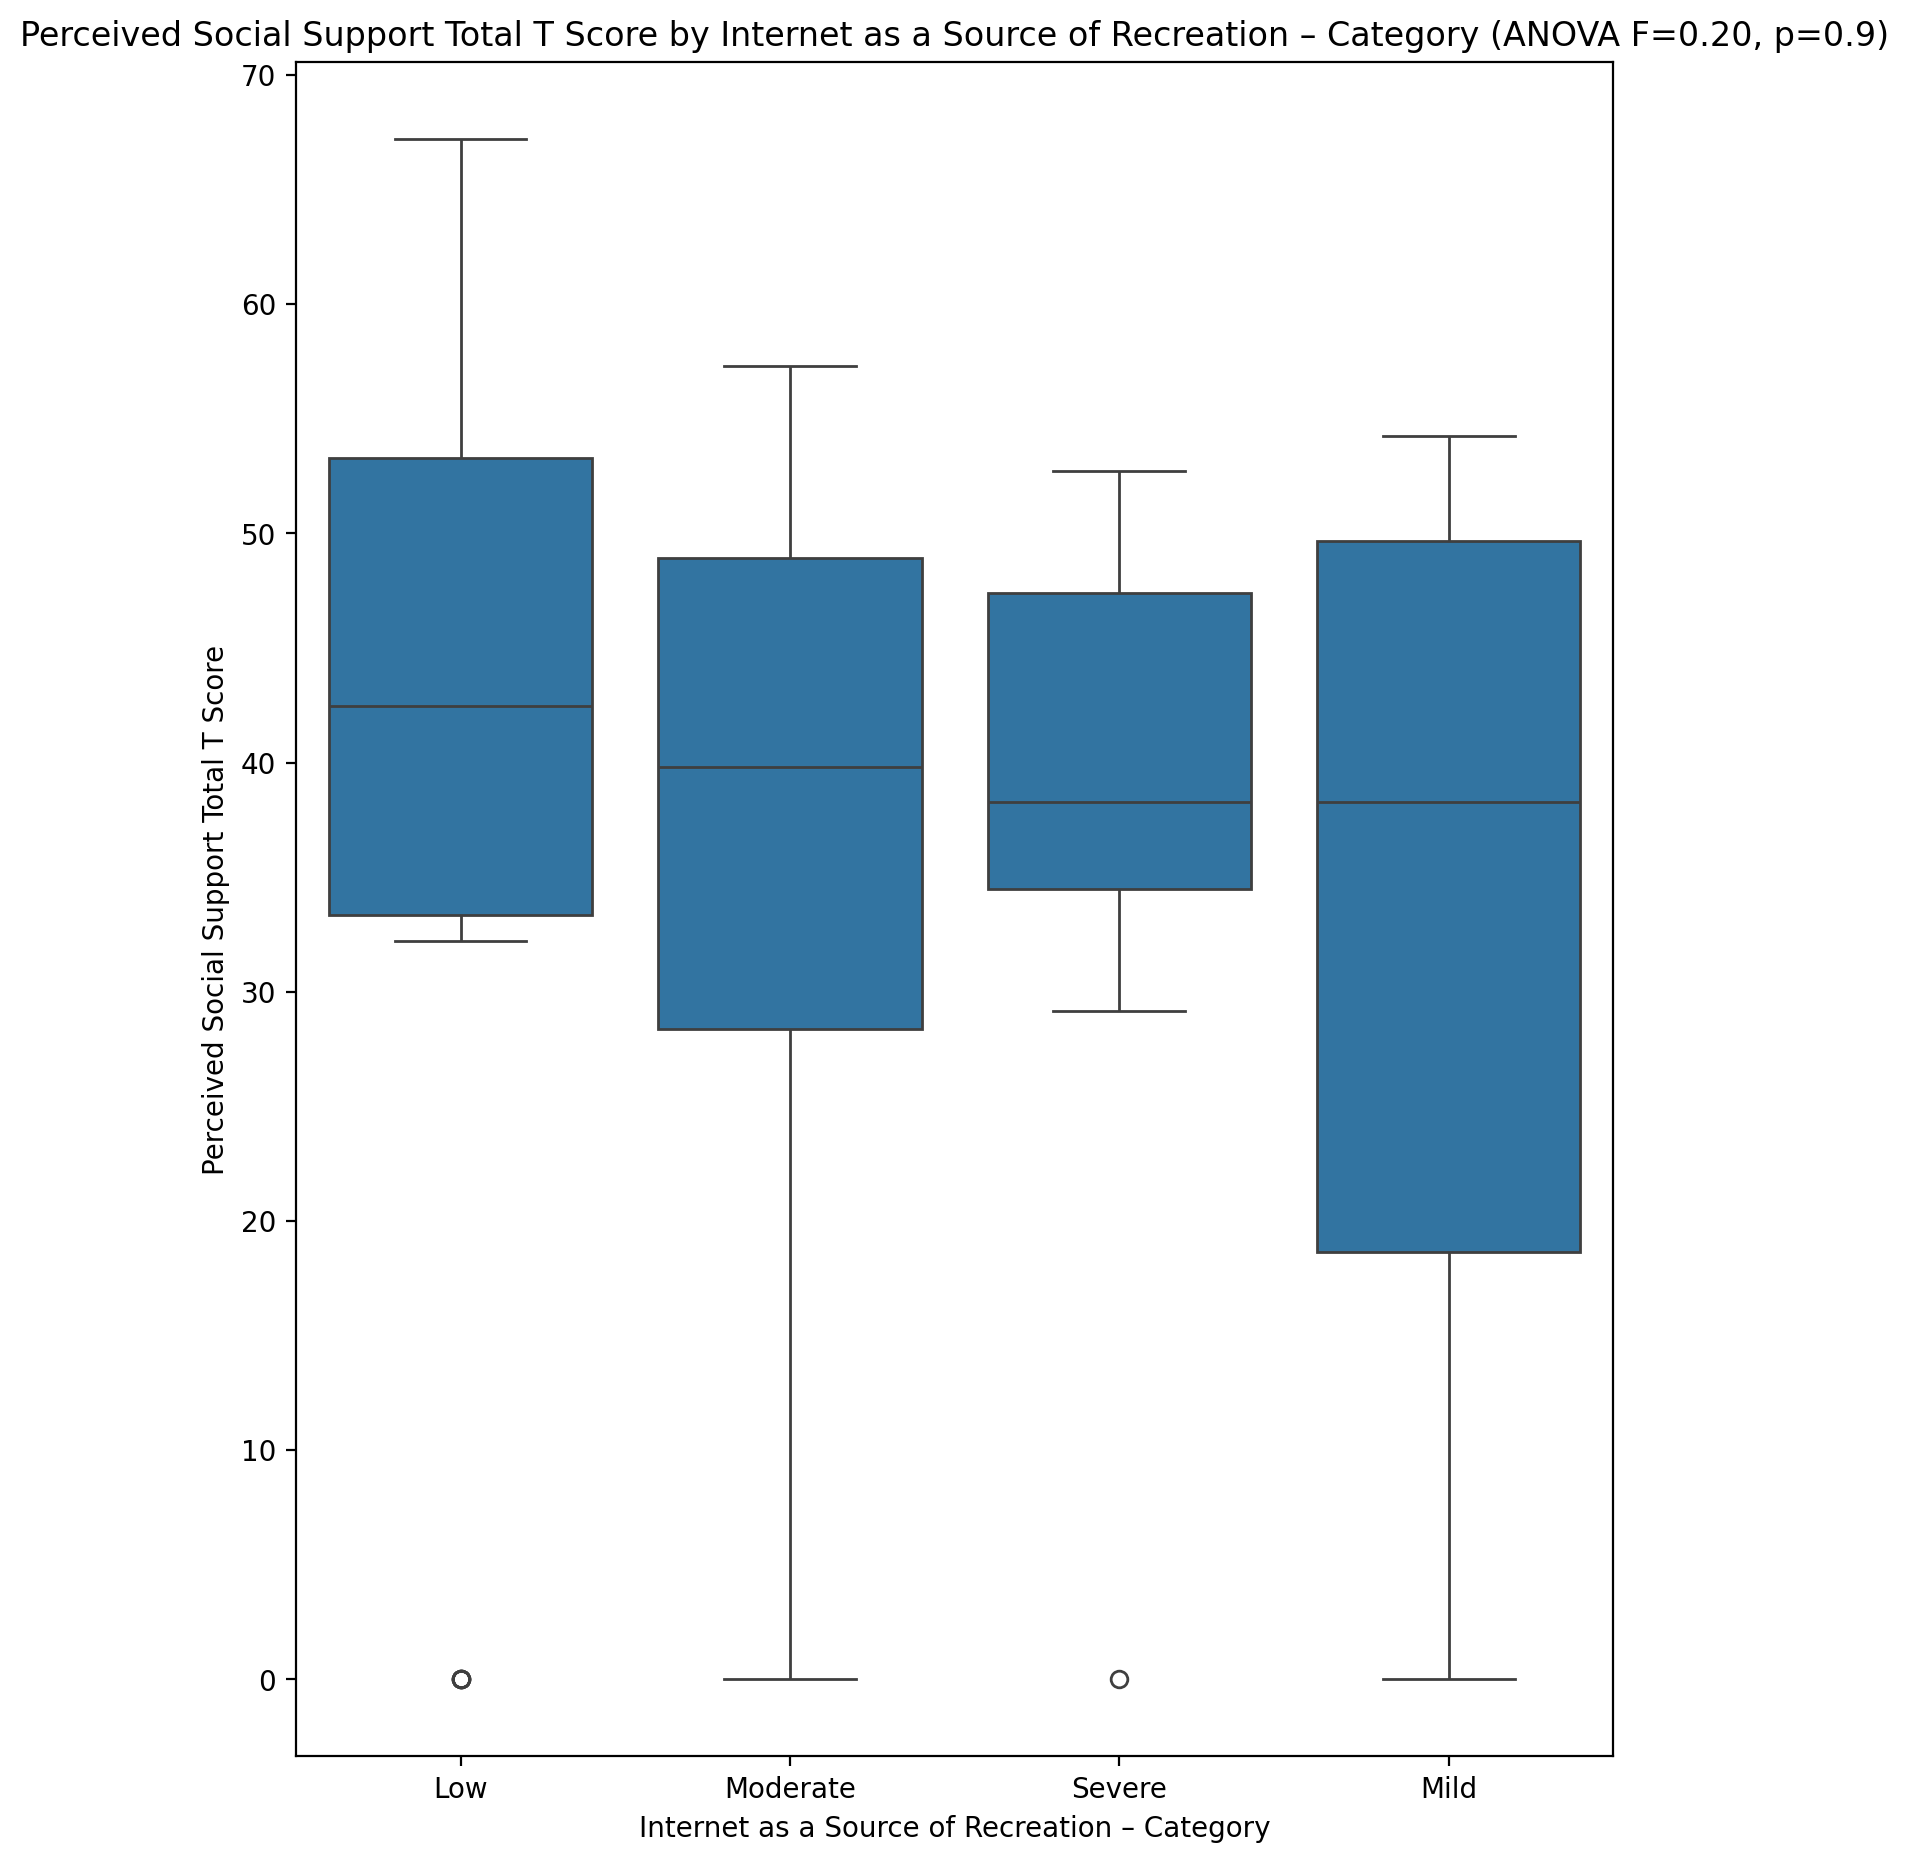 Perceived Social Support Total T Score by Internet as a Source of Recreation – Category (ANOVA F=0.20, p=0.9)
Perceived Social Support Total T Score
70
60
50
40
30
20
10
0
Low Moderate Severe Mild
Internet as a Source of Recreation – Category